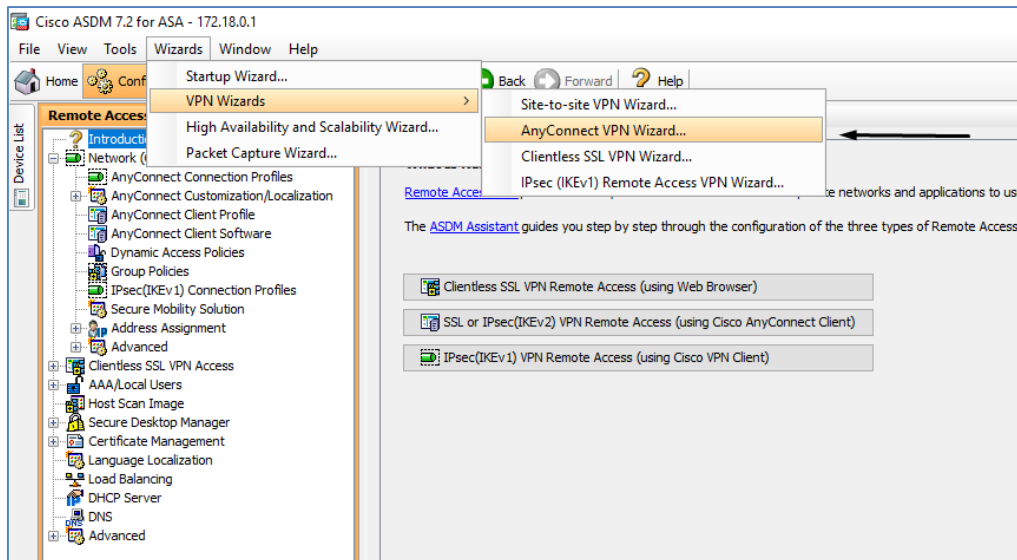 Cisco ASDM 7.2 for ASA - 172.18.0.1
File View Tools Wizards Window Help
Home Conf Back Forward Help
Startup Wizard...
VPN Wizards
High Availability and Scalability Wizard...
Packet Capture Wizard...
Site-to-site VPN Wizard...
AnyConnect VPN Wizard...
Clientless SSL VPN Wizard...
IPsec (IKEv1) Remote Access VPN Wizard...
Device List
Remote Access
Introducti
Network (
AnyConnect Connection Profiles
AnyConnect Customization/Localization
AnyConnect Client Profile
AnyConnect Client Software
Dynamic Access Policies
Group Policies
IPsec(IKEv1) Connection Profiles
Secure Mobility Solution
Address Assignment
Advanced
Clientless SSL VPN Access
AAA/Local Users
Host Scan Image
Secure Desktop Manager
Certificate Management
Language Localization
Load Balancing
DHCP Server
DNS
Advanced
Remote Access networks and applications to us
The ASDM Assistant guides you step by step through the configuration of the three types of Remote Access
Clientless SSL VPN Remote Access (using Web Browser)
SSL or IPsec(IKEv2) VPN Remote Access (using Cisco AnyConnect Client)
IPsec(IKEv1) VPN Remote Access (using Cisco VPN Client)